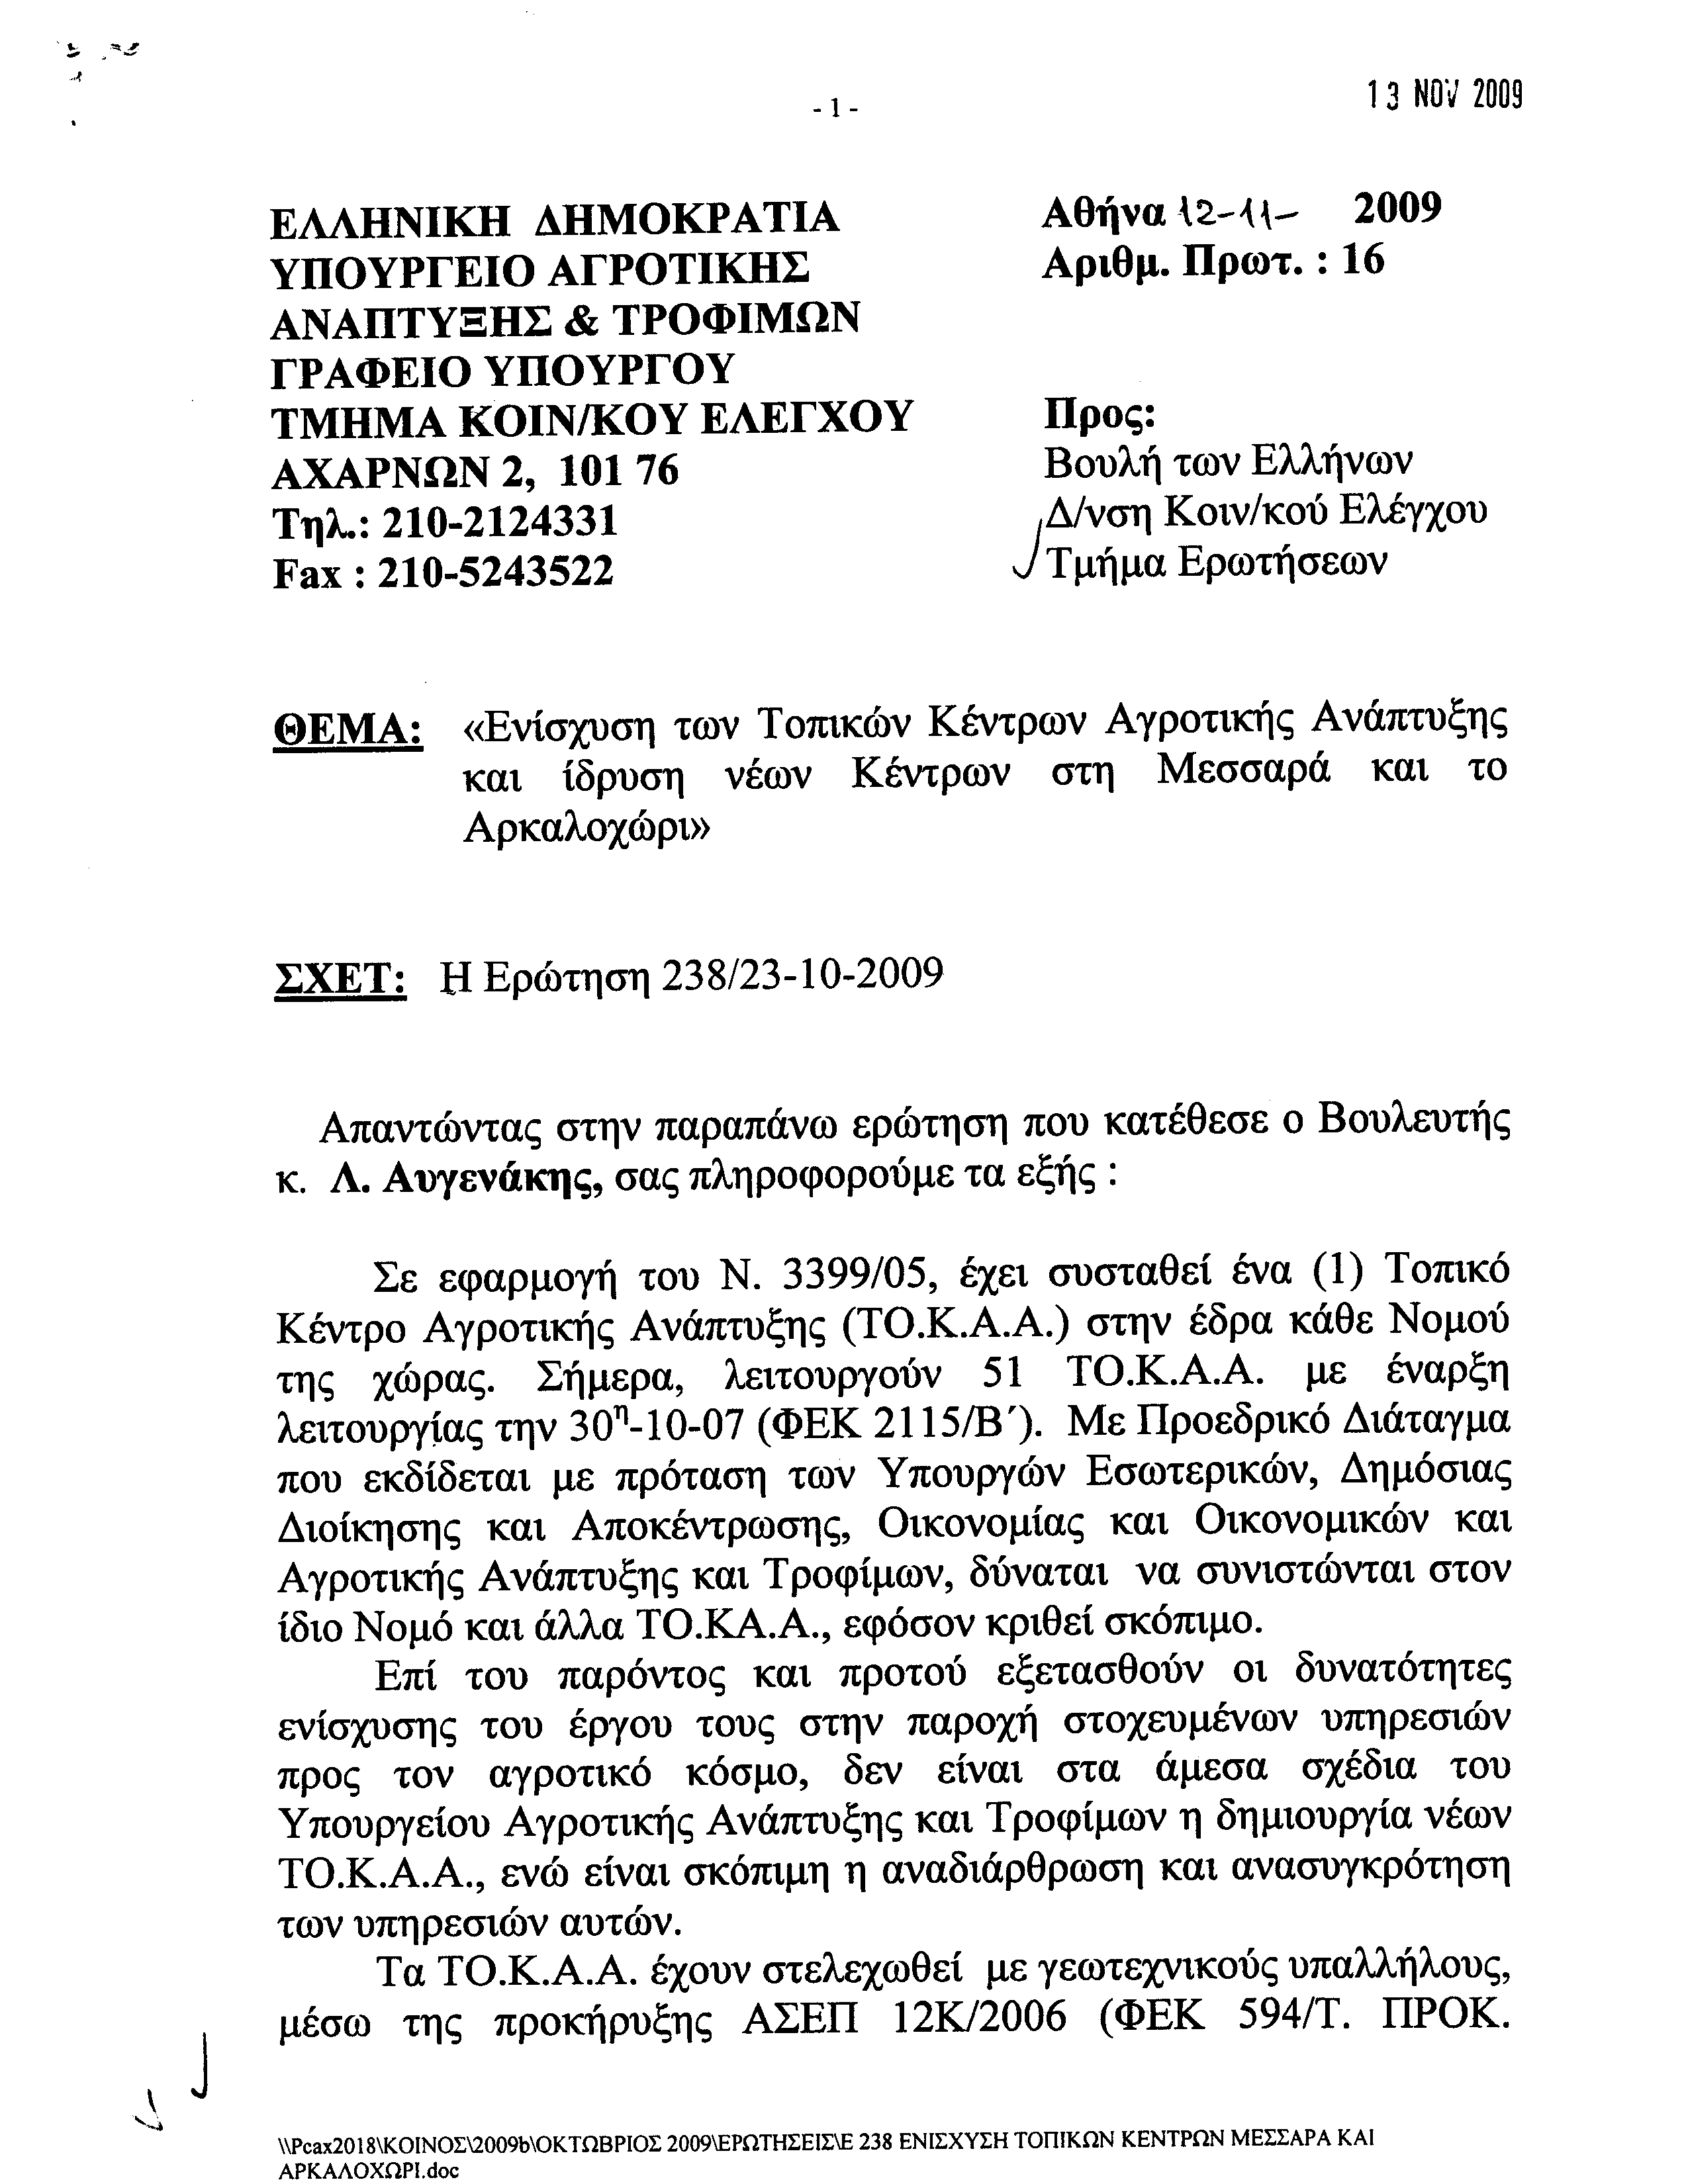 13 NOV 2009
- 1 -
ΕΛΛΗΝΙΚΗ ΔΗΜΟΚΡΑΤΙΑ
ΥΠΟΥΡΓΕΙΟ ΑΓΡΟΤΙΚΗΣ
ΑΝΑΠΤΥΞΗΣ & ΤΡΟΦΙΜΩΝ
ΓΡΑΦΕΙΟ ΥΠΟΥΡΓΟΥ
ΤΜΗΜΑ ΚΟΙΝ/ΚΟΥ ΕΛΕΓΧΟΥ
ΑΧΑΡΝΩΝ 2, 101 76
Τηλ.: 210-2124331
Fax : 210-5243522
Αθήνα 12-11- 2009
Αριθμ. Πρωτ. : 16
Προς:
Βουλή των Ελλήνων
Δ/νση Κοιν/κού Ελέγχου
Τμήμα Ερωτήσεων
ΘΕΜΑ: «Ενίσχυση των Τοπικών Κέντρων Αγροτικής Ανάπτυξης
και ίδρυση νέων Κέντρων στη Μεσσαρά και το
Αρκαλοχώρι»
ΣΧΕΤ: Η Ερώτηση 238/23-10-2009
Απαντώντας στην παραπάνω ερώτηση που κατέθεσε ο Βουλευτής
κ. Λ. Αυγενάκης, σας πληροφορούμε τα εξής :
Σε εφαρμογή του Ν. 3399/05, έχει συσταθεί ένα (1) Τοπικό
Κέντρο Αγροτικής Ανάπτυξης (ΤΟ.Κ.Α.Α.) στην έδρα κάθε Νομού
της χώρας. Σήμερα, λειτουργούν 51 ΤΟ.Κ.Α.Α. με έναρξη
λειτουργίας την 30η-10-07 (ΦΕΚ 2115/Β΄). Με Προεδρικό Διάταγμα
που εκδίδεται με πρόταση των Υπουργών Εσωτερικών, Δημόσιας
Διοίκησης και Αποκέντρωσης, Οικονομίας και Οικονομικών και
Αγροτικής Ανάπτυξης και Τροφίμων, δύναται να συνιστώνται στον
ίδιο Νομό και άλλα ΤΟ.ΚΑ.Α., εφόσον κριθεί σκόπιμο.
Επί του παρόντος και προτού εξετασθούν οι δυνατότητες
ενίσχυσης του έργου τους στην παροχή στοχευμένων υπηρεσιών
προς τον αγροτικό κόσμο, δεν είναι στα άμεσα σχέδια του
Υπουργείου Αγροτικής Ανάπτυξης και Τροφίμων η δημιουργία νέων
ΤΟ.Κ.Α.Α., ενώ είναι σκόπιμη η αναδιάρθρωση και ανασυγκρότηση
των υπηρεσιών αυτών.
Τα ΤΟ.Κ.Α.Α. έχουν στελεχωθεί με γεωτεχνικούς υπαλλήλους,
μέσω της προκήρυξης ΑΣΕΠ 12Κ/2006 (ΦΕΚ 594/Τ. ΠΡΟΚ.
\\Pcax2018\ΚΟΙΝΟΣ\2009b\ΟΚΤΩΒΡΙΟΣ 2009\ΕΡΩΤΗΣΕΙΣ\Ε 238 ΕΝΙΣΧΥΣΗ ΤΟΠΙΚΩΝ ΚΕΝΤΡΩΝ ΜΕΣΣΑΡΑ ΚΑΙ
ΑΡΚΑΛΟΧΩΡΙ.doc